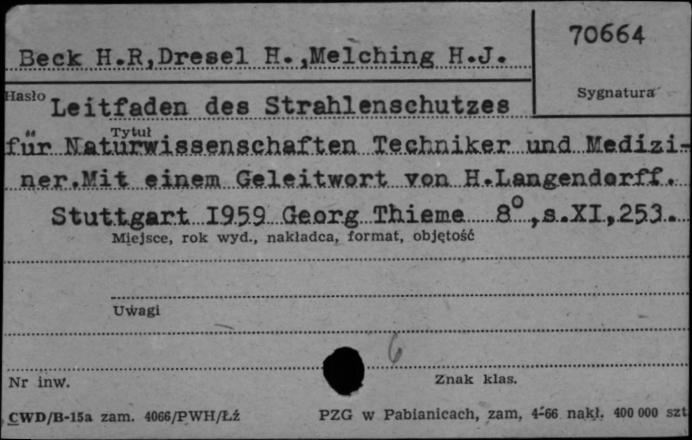 70664
Beck H.R,Dresel H.,Melching H.J.
Hasło
Sygnatura
Leitfaden des Strahlenschutzes
Tytuł
für Naturwissenschaften Techniker und Medizi-
ner.Mit einem Geleitwort von H.Langendorff.
Stuttgart 1959 Georg Thieme 8°,s.XI,253.
Miejsce, rok wyd., nakładca, format, objętość
Uwagi
6
Nr inw.
Znak klas.
CWD/B-15a zam. 4066/PWH/Łź PZG w Pabianicach, zam, 4-66 nakł. 400 000 szt